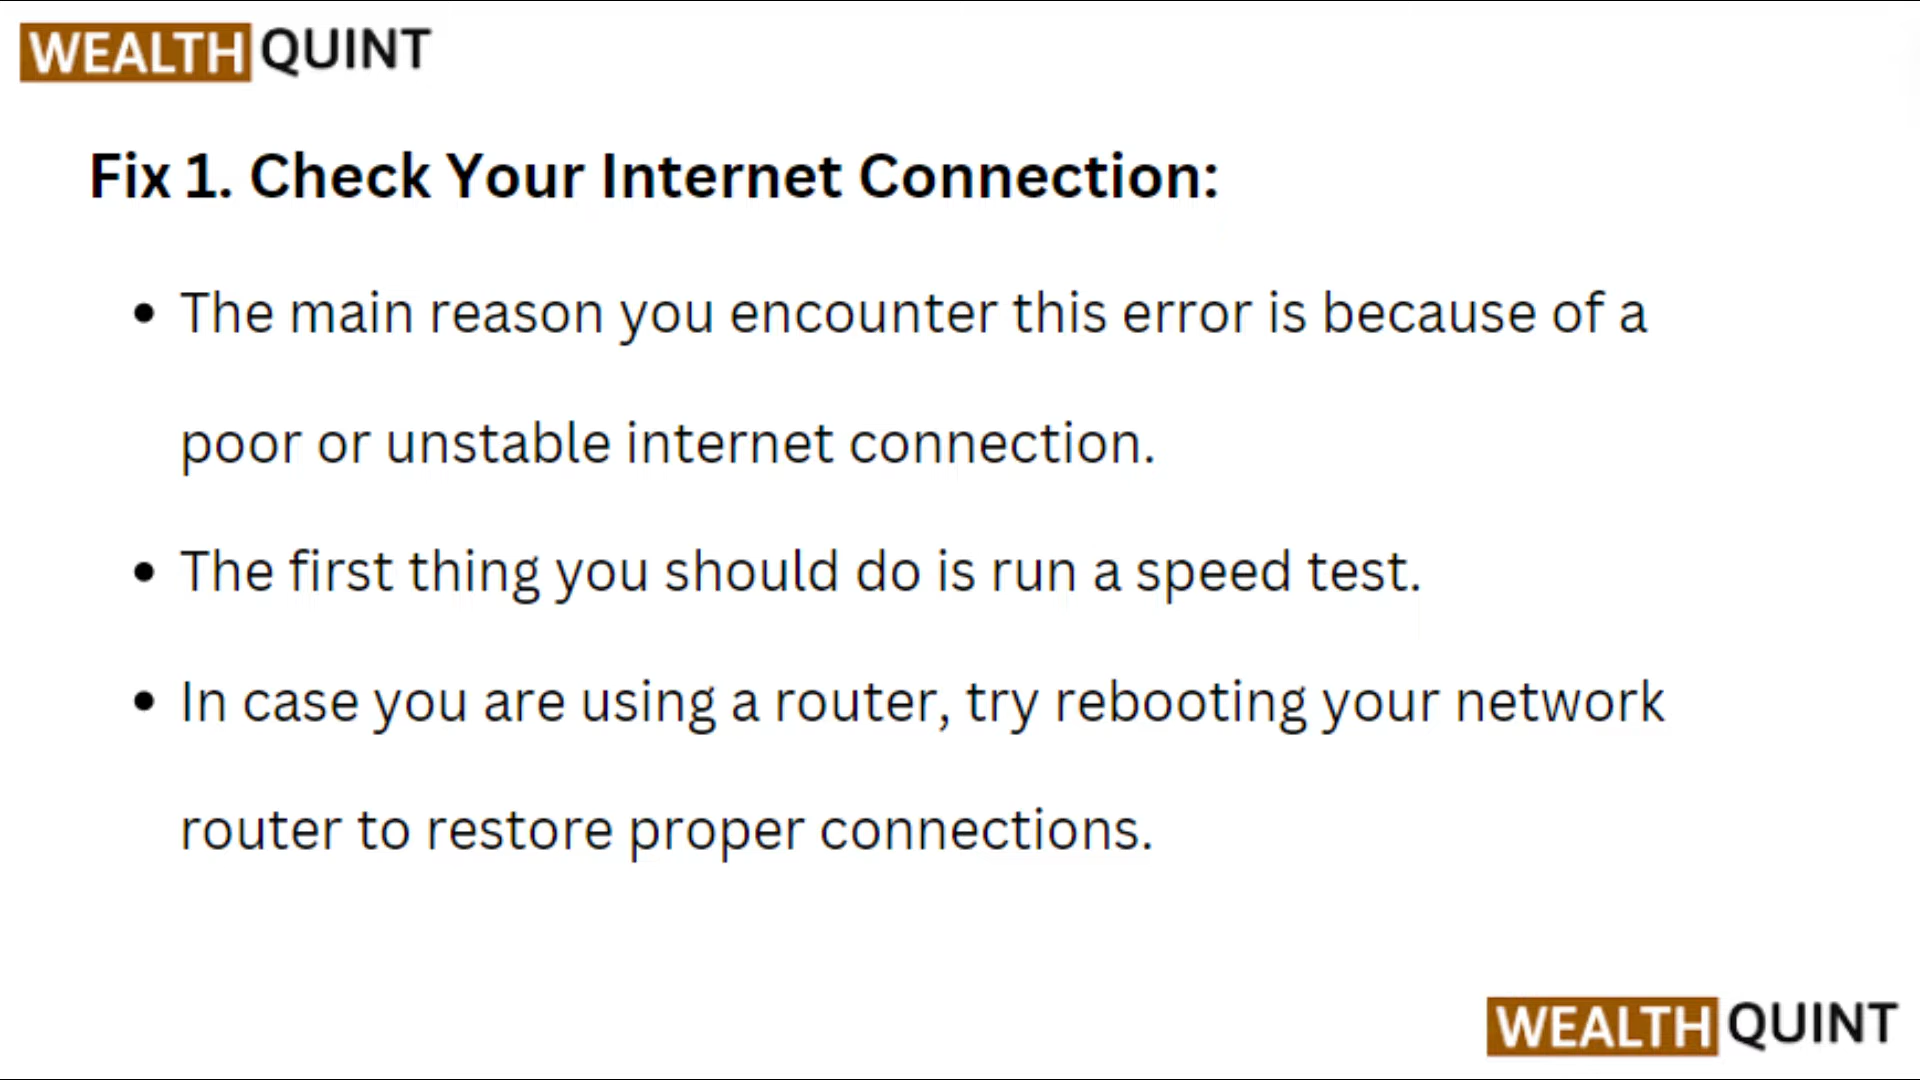 WEALTH QUINT
Fix 1. Check Your Internet Connection:
• The main reason you encounter this error is because of a
poor or unstable internet connection.
• The first thing you should do is run a speed test.
• In case you are using a router, try rebooting your network
router to restore proper connections.
WEALTH QUINT